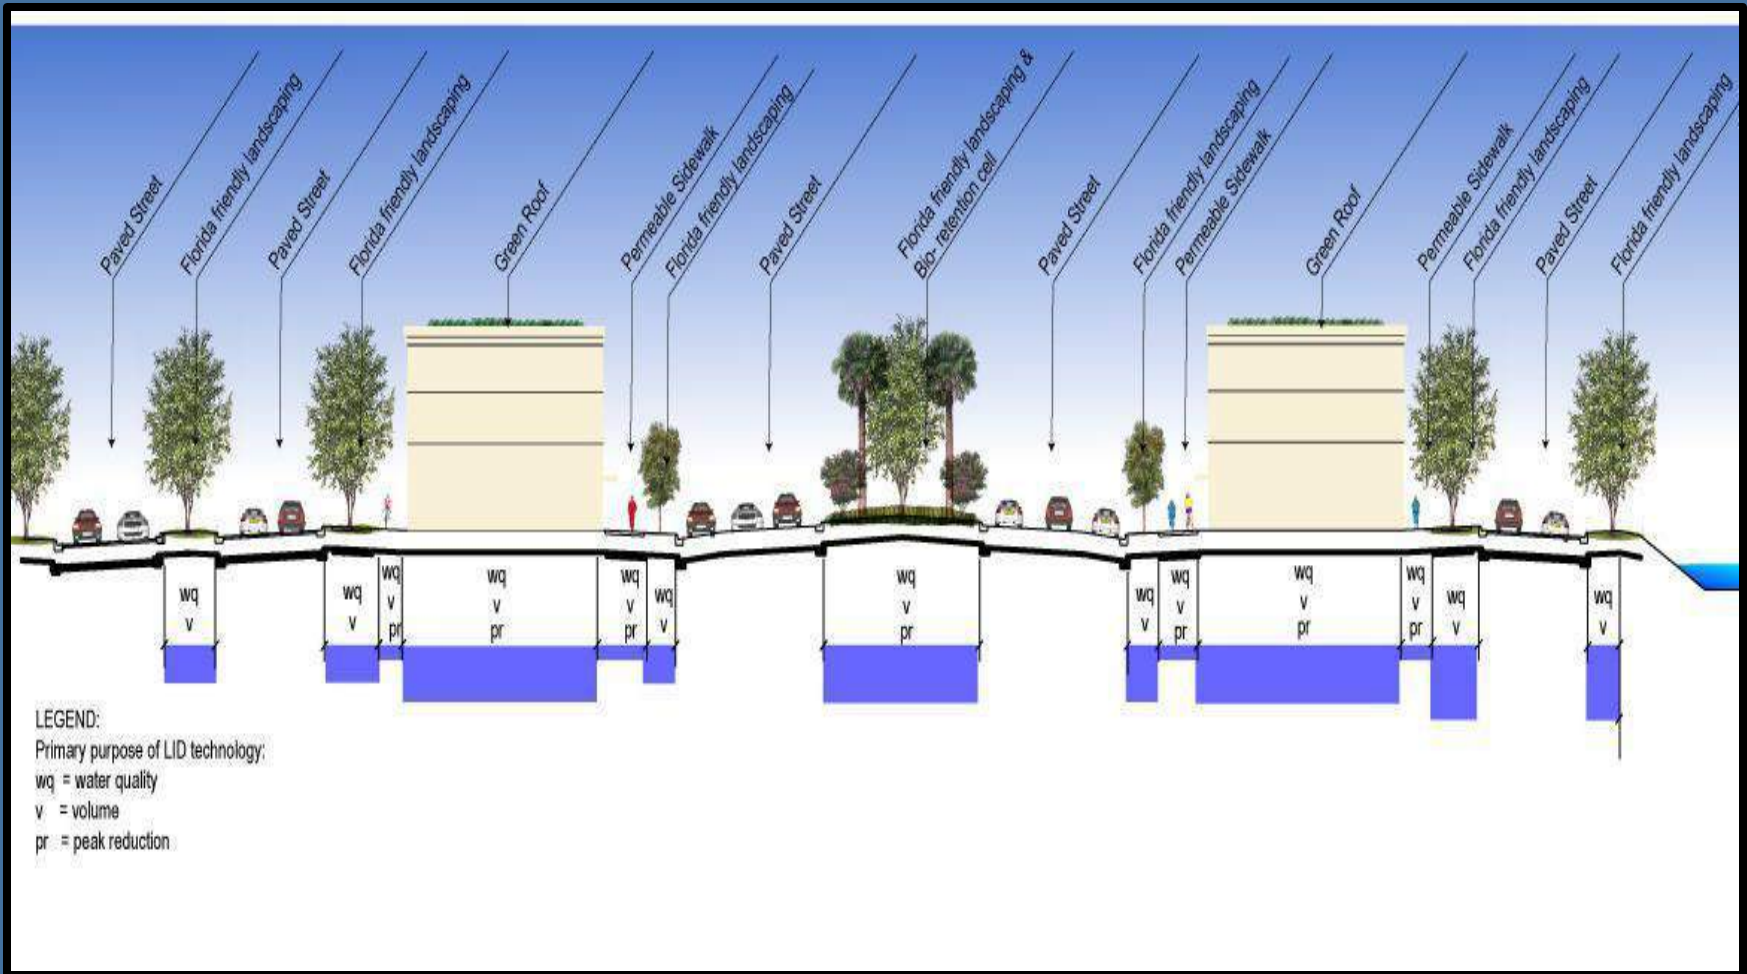 Paved Street
Florida friendly landscaping
Paved Street
Florida friendly landscaping
Green Roof
Permeable Sidewalk
Florida friendly landscaping
Paved Street
Florida friendly landscaping &
Bio- retention cell
Paved Street
Florida friendly landscaping
Permeable Sidewalk
Green Roof
Permeable Sidewalk
Florida friendly landscaping
Paved Street
Florida friendly landscaping
wq
v
wq
v
wq
v
pr
wq
v
pr
wq
v
pr
wq
v
wq
v
pr
wq
v
wq
v
pr
wq
v
pr
wq
v
pr
wq
v
wq
v
LEGEND:
Primary purpose of LID technology:
wq = water quality
v = volume
pr = peak reduction